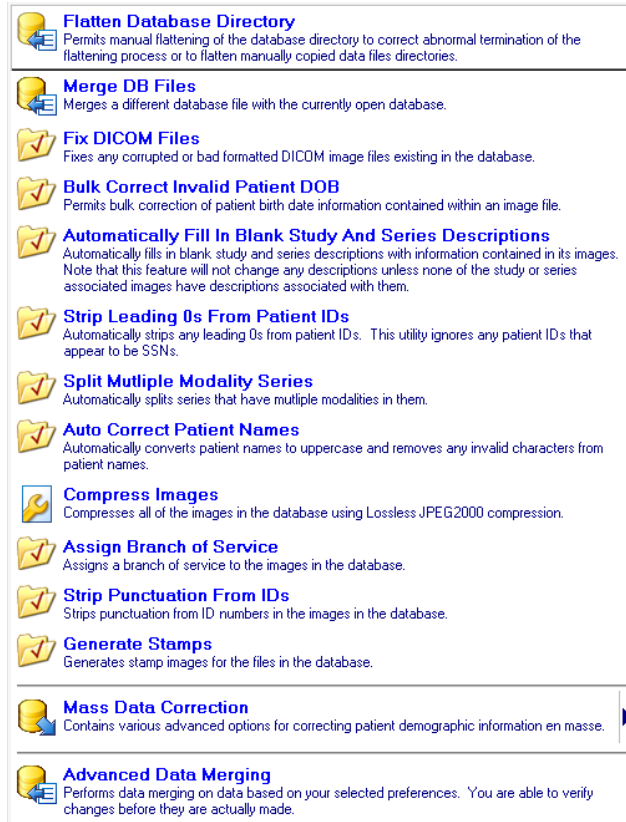 Flatten Database Directory
Permits manual flattening of the database directory to correct abnormal termination of the
flattening process or to flatten manually copied data files directories.
Merge DB Files
Merges a different database file with the currently open database.
Fix DICOM Files
Fixes any corrupted or bad formatted DICOM image files existing in the database.
Bulk Correct Invalid Patient DOB
Permits bulk correction of patient birth date information contained within an image file.
Automatically Fill In Blank Study And Series Descriptions
Automatically fills in blank study and series descriptions with information contained in its images.
Note that this feature will not change any descriptions unless none of the study or series
associated images have descriptions associated with them.
Strip Leading 0s From Patient IDs
Automatically strips any leading 0s from patient IDs.  This utility ignores any patient IDs that
appear to be SSNs.
Split Mutliple Modality Series
Automatically splits series that have mutliple modalities in them.
Auto Correct Patient Names
Automatically converts patient names to uppercase and removes any invalid characters from
patient names.
Compress Images
Compresses all of the images in the database using Lossless JPEG2000 compression.
Assign Branch of Service
Assigns a branch of service to the images in the database.
Strip Punctuation From IDs
Strips punctuation from ID numbers in the images in the database.
Generate Stamps
Generates stamp images for the files in the database.
Mass Data Correction
Contains various advanced options for correcting patient demographic information en masse.
Advanced Data Merging
Performs data merging on data based on your selected preferences.  You are able to verify
changes before they are actually made.